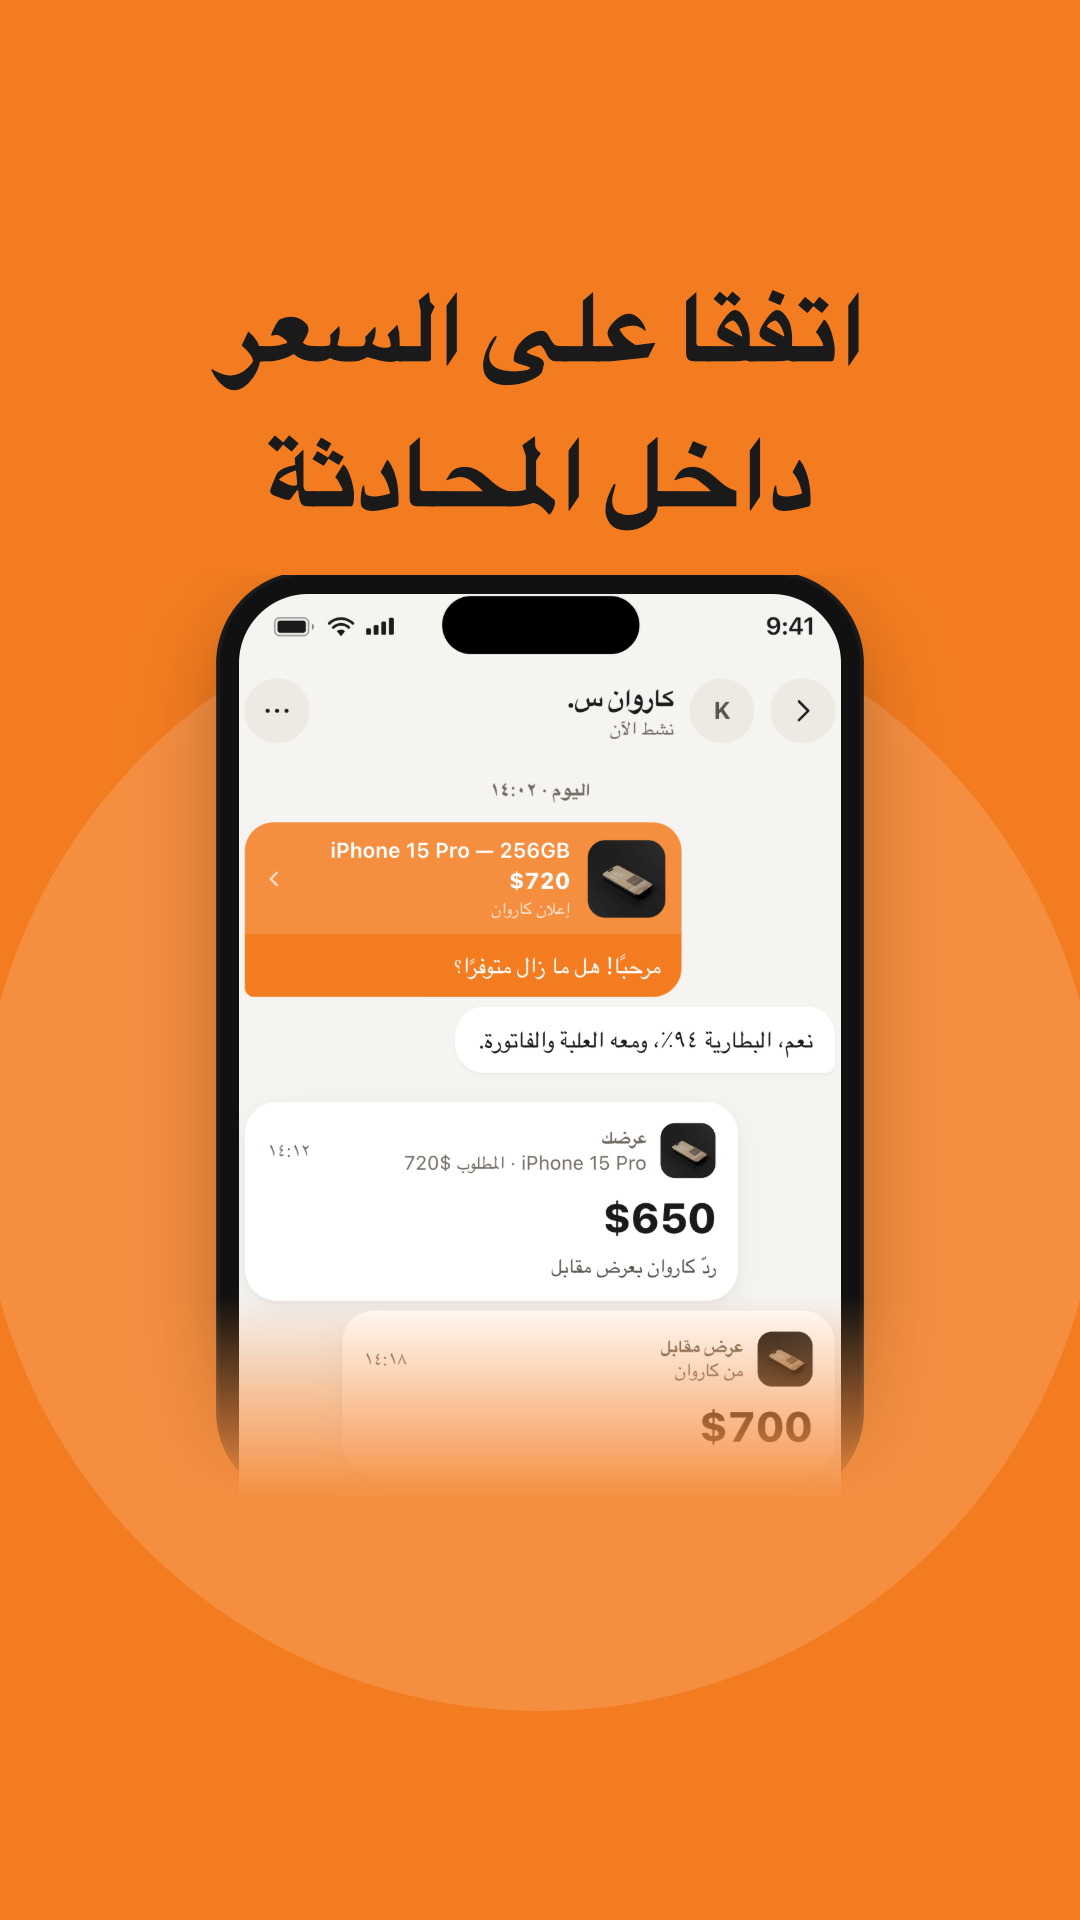 اتفقا على السعر
داخل المحادثة
9:41
K
كاروان س.
نشط الآن
اليوم · ١٤:٠٢
iPhone 15 Pro — 256GB
$720
إعلان كاروان
مرحبًا! هل ما زال متوفرًا؟
نعم، البطارية ٩٤٪، ومعه العلبة والفاتورة.
عرضك
١٤:١٢
iPhone 15 Pro · المطلوب $720
$650
ردّ كاروان بعرض مقابل
عرض مقابل
١٤:١٨
من كاروان
$700